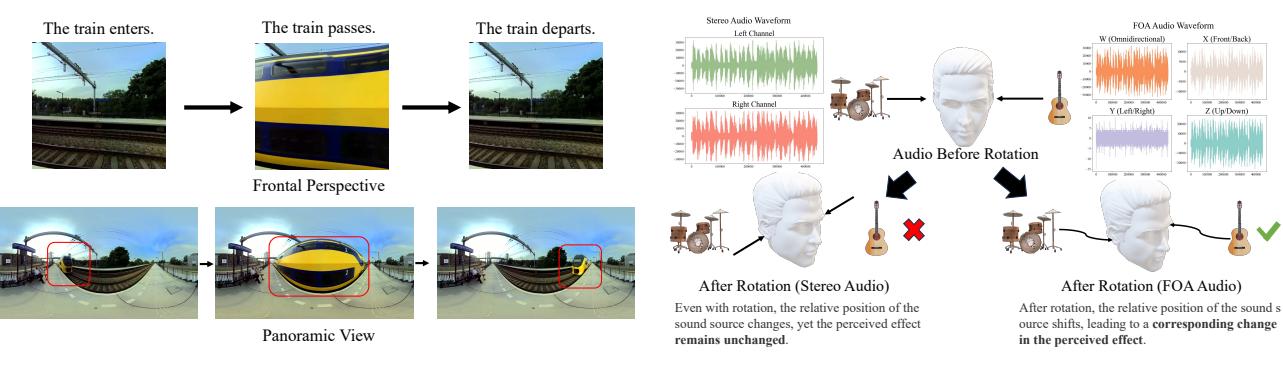 The train enters.
The train passes.
The train departs.
Frontal Perspective
Panoramic View
Stereo Audio Waveform
Left Channel
Right Channel
FOA Audio Waveform
W (Omnidirectional)
X (Front/Back)
Y (Left/Right)
Z (Up/Down)
Audio Before Rotation
After Rotation (Stereo Audio)
Even with rotation, the relative position of the
sound source changes, yet the perceived effect
remains unchanged.
After Rotation (FOA Audio)
After rotation, the relative position of the sound s
ource shifts, leading to a corresponding change
in the perceived effect.